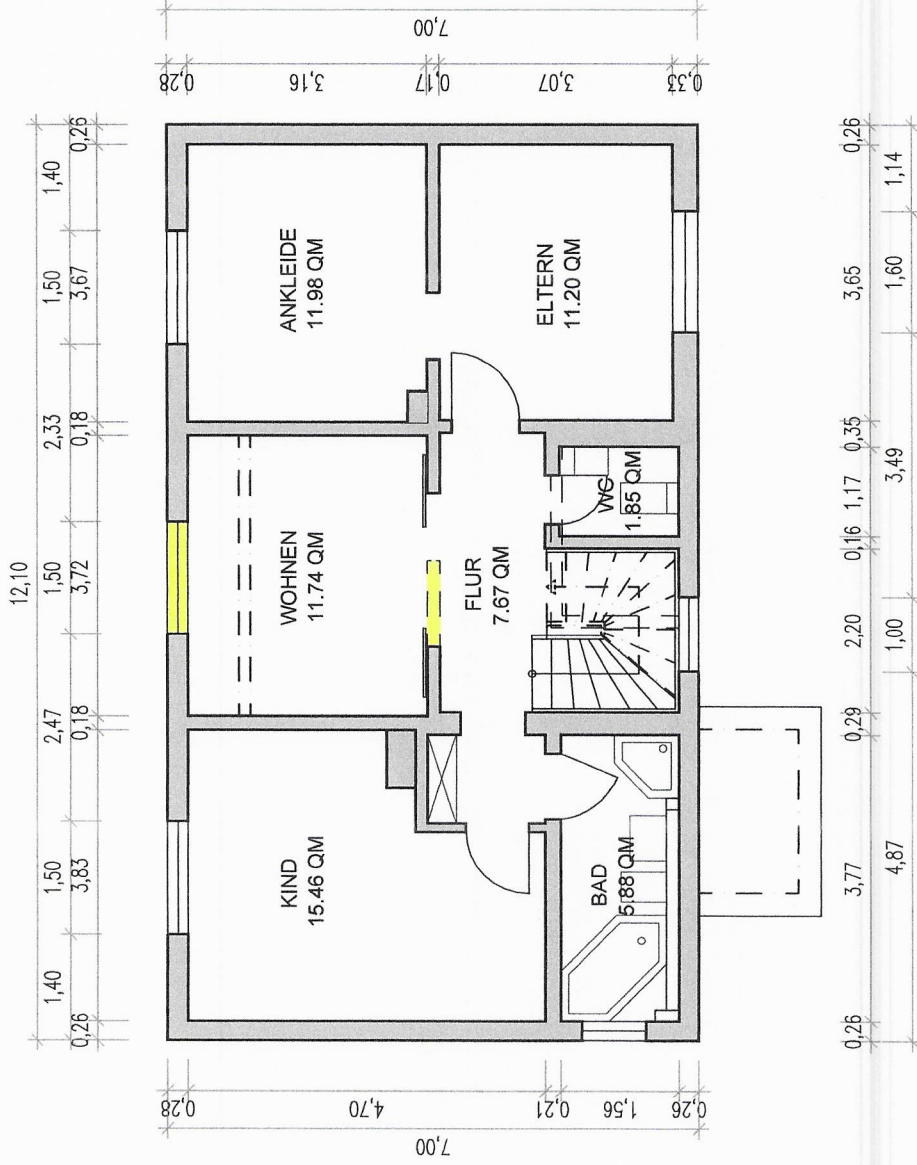 12,10
1,40
1,50
2,47
1,50
2,33
1,50
1,40
0,26
3,83
0,18
3,72
0,18
3,67
0,26
7,00
0,28
4,70
0,21
1,56
0,26
KIND
15.46 QM
WOHNEN
11.74 QM
ANKLEIDE
11.98 QM
FLUR
7.67 QM
ELTERN
11.20 QM
BAD
5.88 QM
WC
1.85 QM
7,00
0,28
3,16
0,17
3,07
0,33
0,26
3,77
0,29
2,20
0,16
1,17
0,35
3,65
0,26
4,87
1,00
3,49
1,60
1,14